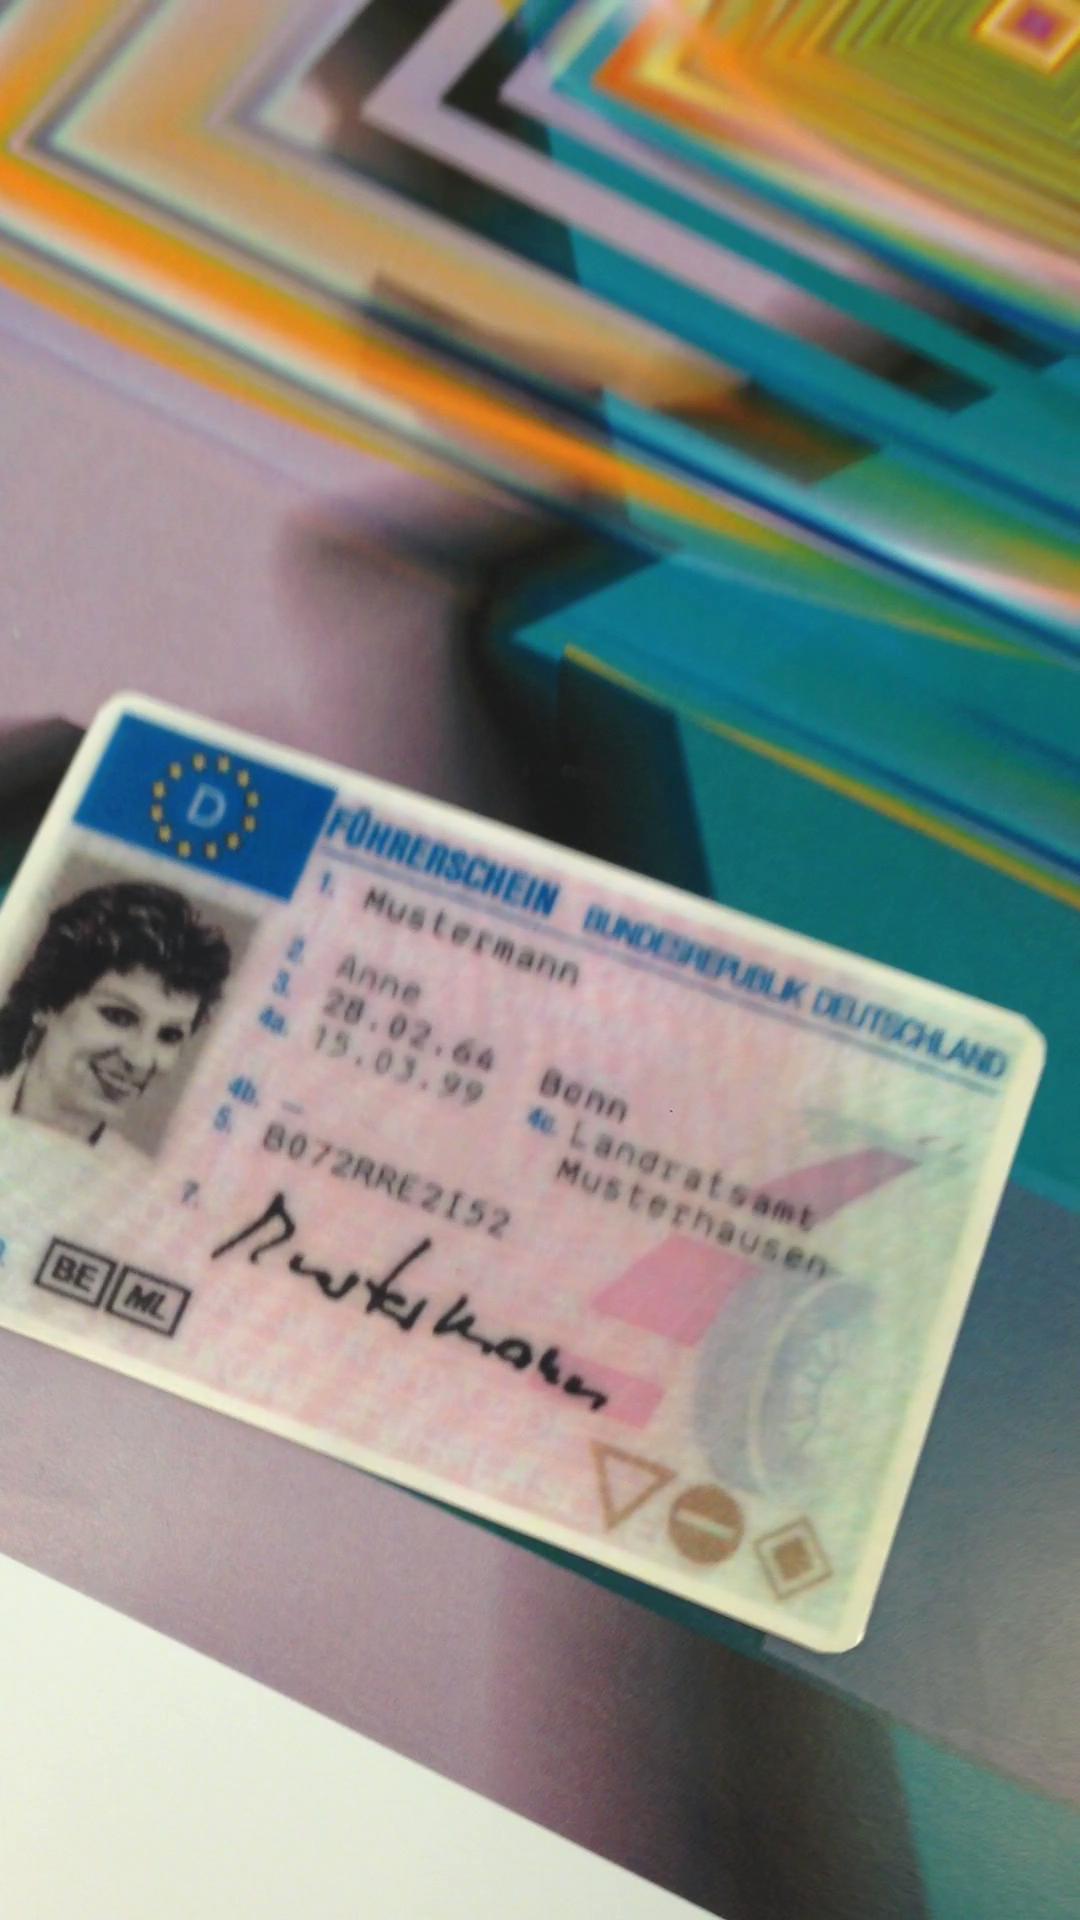 D
FÜHRERSCHEIN BUNDESREPUBLIK DEUTSCHLAND
1. Mustermann
2. Anne
3. 28.02.64 Bonn
4a. 15.03.99 4c. Landratsamt
Musterhausen
4b. –
5. B072RRE2I52
7. Mustermann
9. BE ML